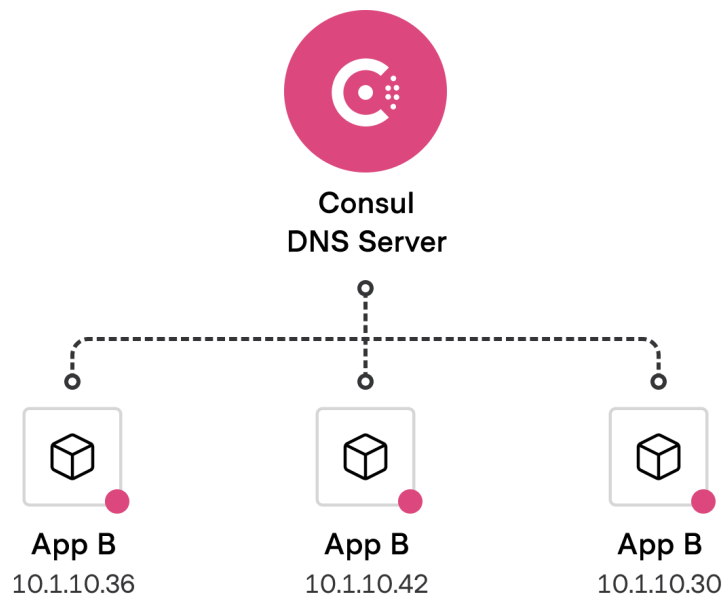 Consul
DNS Server
App B
10.1.10.36
App B
10.1.10.42
App B
10.1.10.30